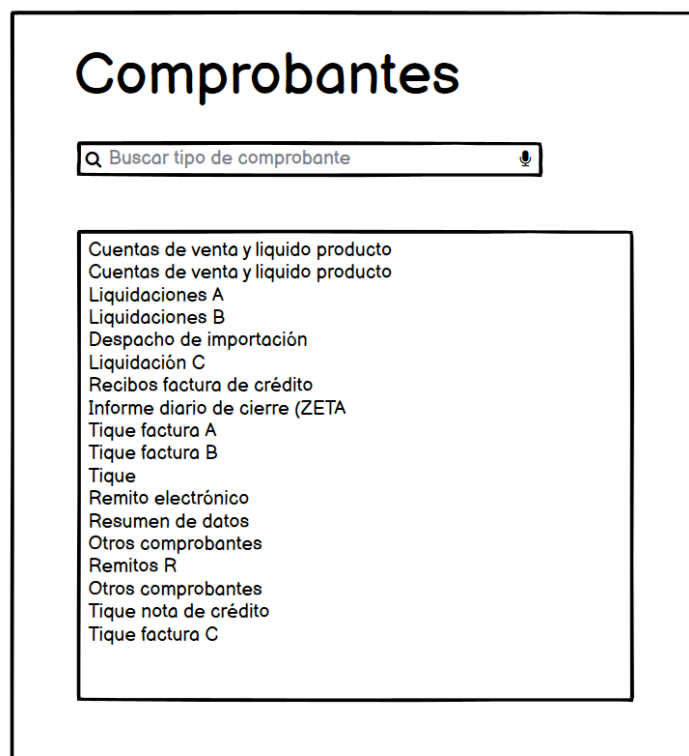 Comprobantes
Buscar tipo de comprobante
Cuentas de venta y liquido producto
Cuentas de venta y liquido producto
Liquidaciones A
Liquidaciones B
Despacho de importación
Liquidación C
Recibos factura de crédito
Informe diario de cierre (ZETA
Tique factura A
Tique factura B
Tique
Remito electrónico
Resumen de datos
Otros comprobantes
Remitos R
Otros comprobantes
Tique nota de crédito
Tique factura C